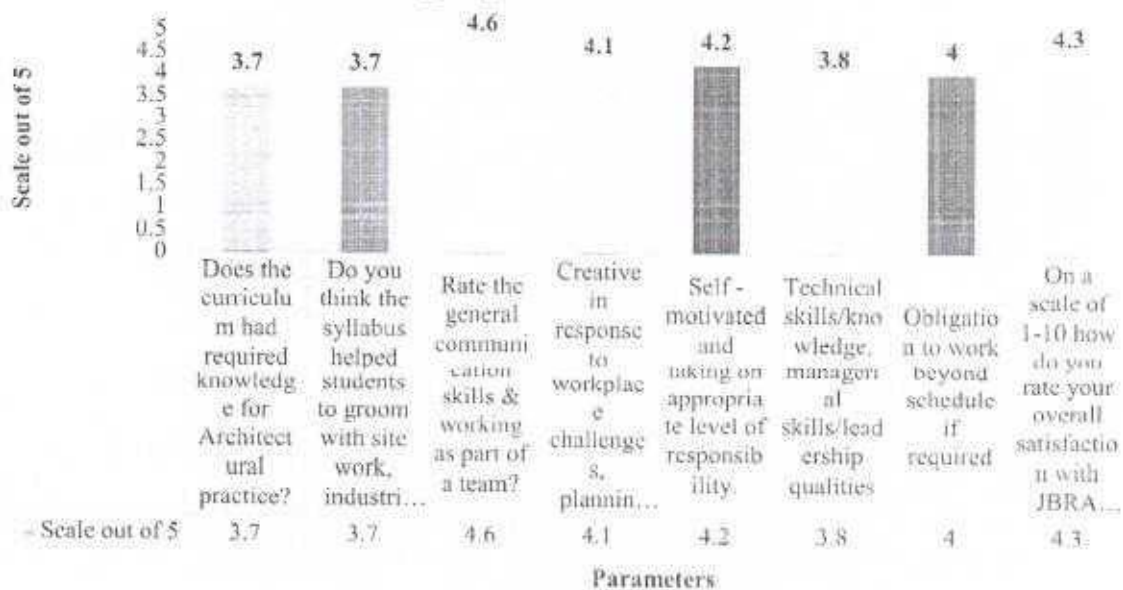 Scale out of 5
5
4.5
4
3.5
3
2.5
2
1.5
1
0.5
0
3.7
3.7
4.6
4.1
4.2
3.8
4
4.3
Does the
curriculu
m had
required
knowledg
e for
Architect
ural
practice?
Do you
think the
syllabus
helped
students
to groom
with site
work,
industri...
Rate the
general
communi
cation
skills &
working
as part of
a team?
Creative
in
response
to
workplac
e
challenge
s,
plannin...
Self -
motivated
and
taking on
appropria
te level of
responsib
ility.
Technical
skills/kno
wledge,
manageri
al
skills/lead
ership
qualities
Obligatio
n to work
beyond
schedule
if
required
On a
scale of
1-10 how
do you
rate your
overall
satisfactio
n with
JBRA...
Scale out of 5 3.7 3.7 4.6 4.1 4.2 3.8 4 4.3
Parameters